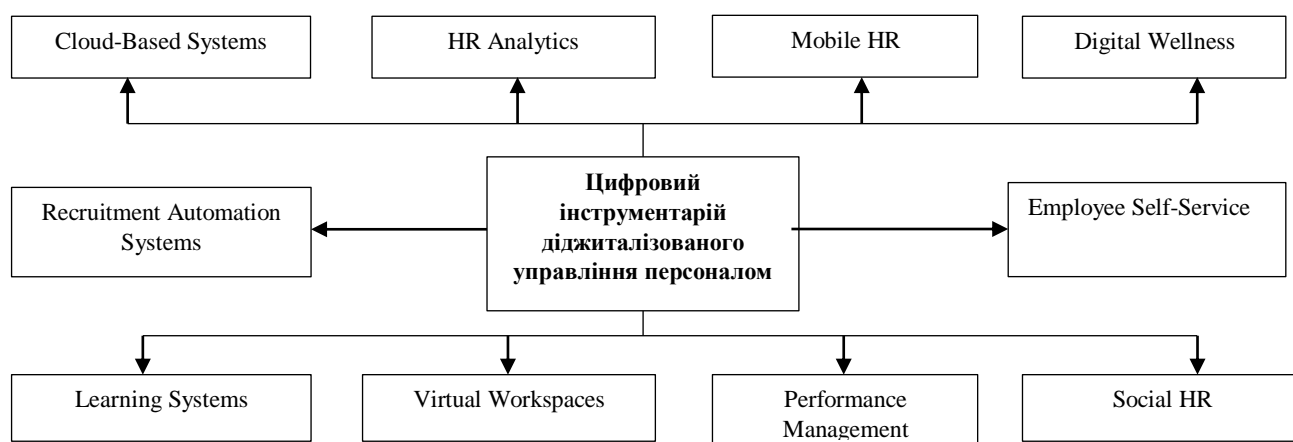 Cloud-Based Systems
HR Analytics
Mobile HR
Digital Wellness
Recruitment Automation
Systems
Цифровий
інструментарій
діджиталізованого
управління персоналом
Employee Self-Service
Learning Systems
Virtual Workspaces
Performance
Management
Social HR